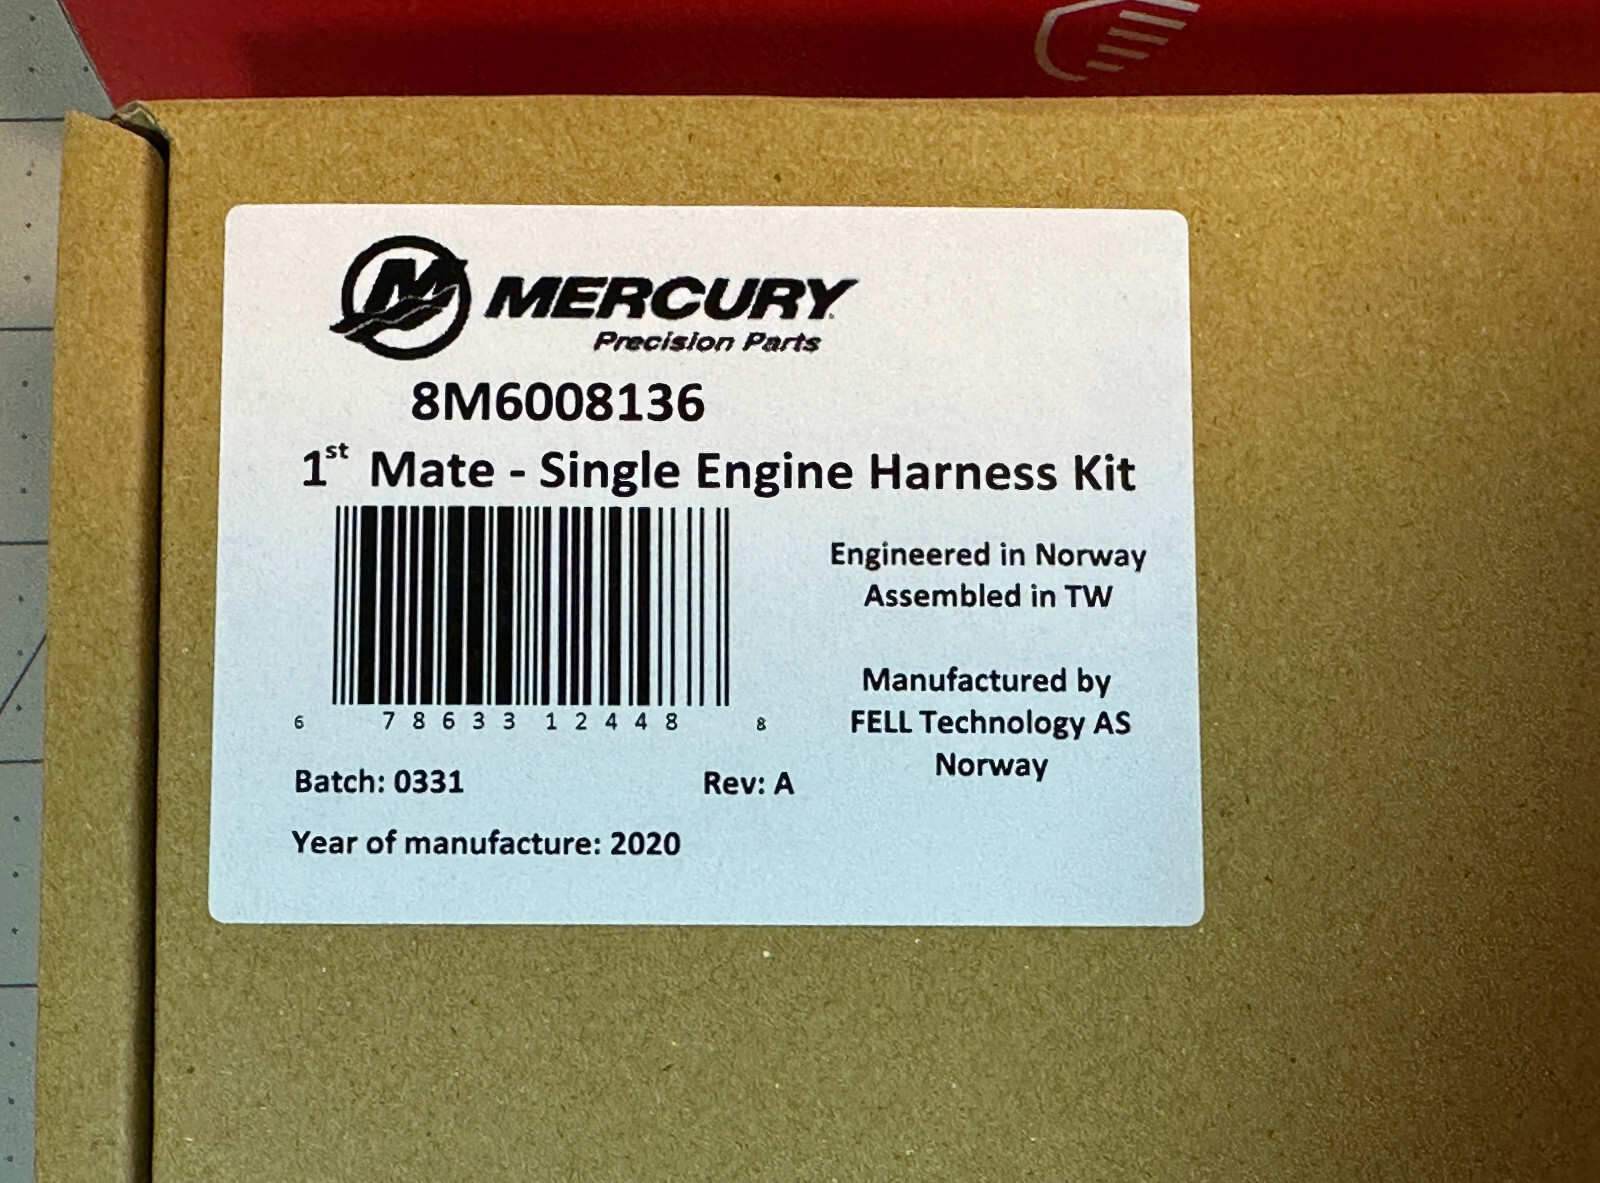 MERCURY
Precision Parts
8M6008136
1st Mate - Single Engine Harness Kit
Engineered in Norway
Assembled in TW
Manufactured by
FELL Technology AS
Norway
6 78633 12448 8
Batch: 0331 Rev: A
Year of manufacture: 2020